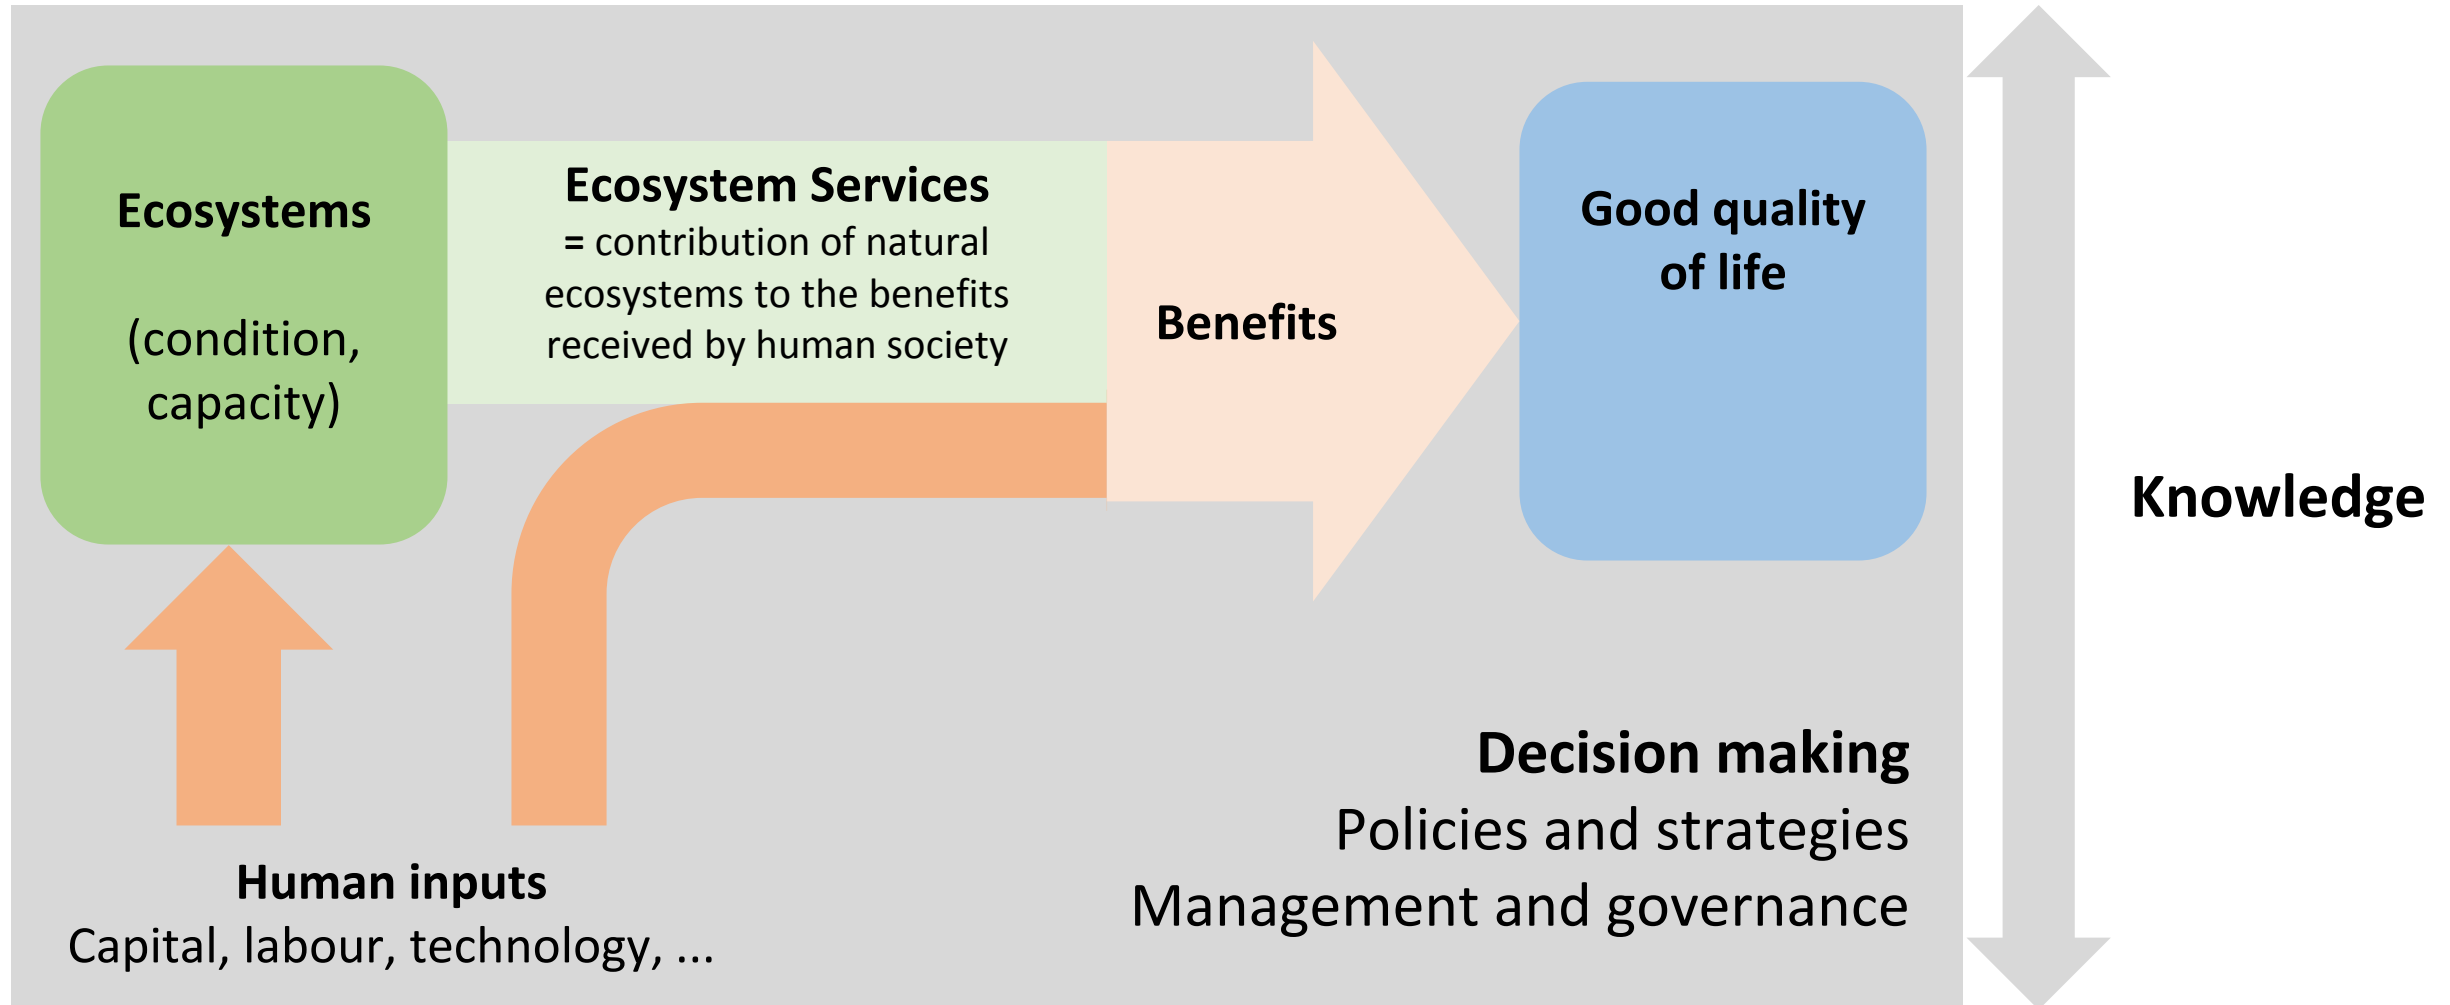 Ecosystems
(condition,
capacity)
Ecosystem Services
= contribution of natural
ecosystems to the benefits
received by human society
Benefits
Good quality
of life
Knowledge
Decision making
Policies and strategies
Management and governance
Human inputs
Capital, labour, technology, ...